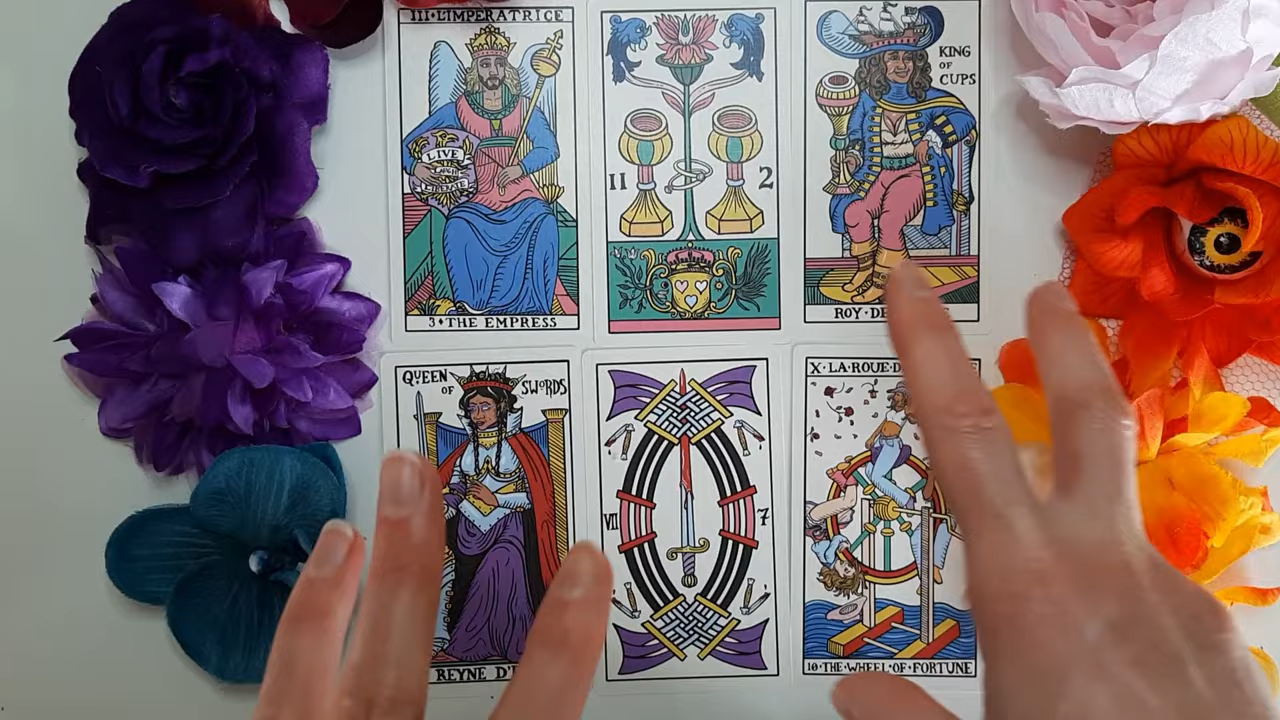 III•L'IMPERATRICE
LIVE
LAUGH
LIBERATE
3•THE EMPRESS
II
2
KING
OF
CUPS
ROY•DE
QUEEN
OF
SWORDS
REYNE D'E
VII
7
X•LA•ROUE•D
10•THE•WHEEL•OF•FORTUNE